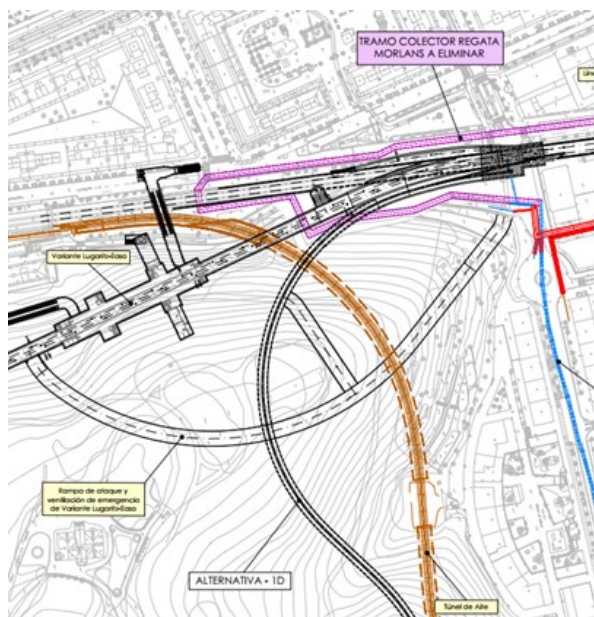 TRAMO COLECTOR REGATA
MORLANS A ELIMINAR
Variante Lugaritz-Easo
Rampa de ataque y
ventilación de emergencia
de Variante Lugaritz-Easo
ALTERNATIVA - 1D
Túnel de Aiete